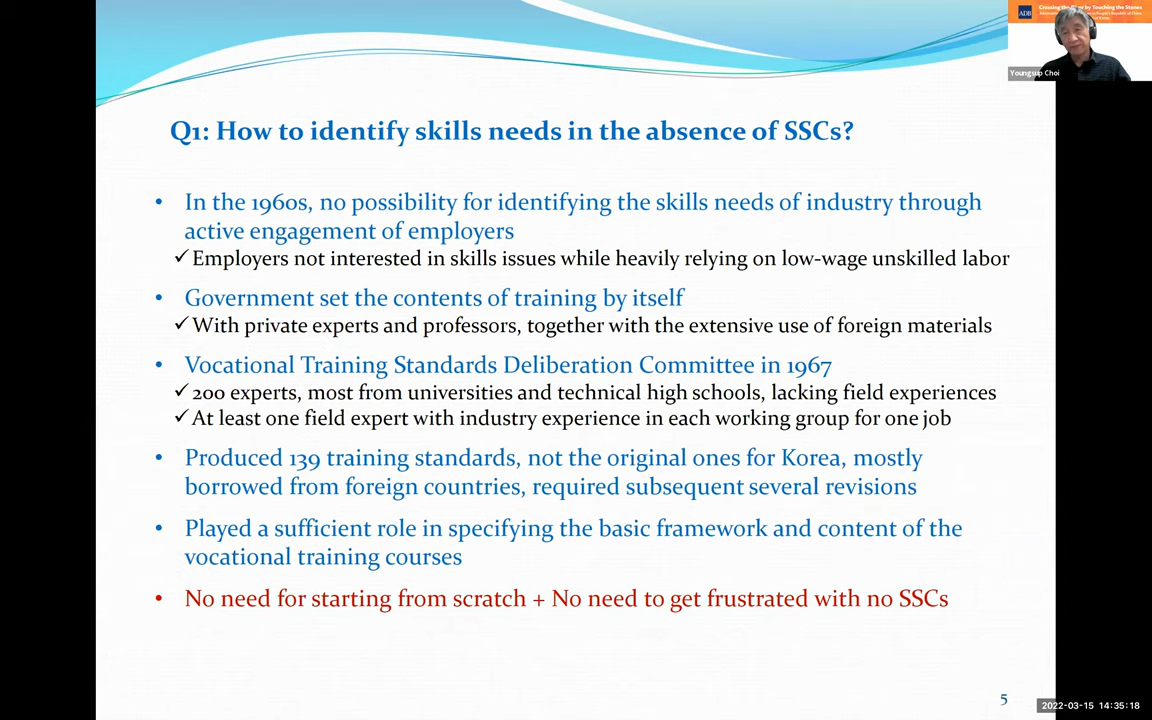 Crossing the River by Touching the Stones
ADB
Youngsup Choi
Q1: How to identify skills needs in the absence of SSCs?
• In the 1960s, no possibility for identifying the skills needs of industry through
active engagement of employers
✓Employers not interested in skills issues while heavily relying on low-wage unskilled labor
• Government set the contents of training by itself
✓With private experts and professors, together with the extensive use of foreign materials
• Vocational Training Standards Deliberation Committee in 1967
✓200 experts, most from universities and technical high schools, lacking field experiences
✓At least one field expert with industry experience in each working group for one job
• Produced 139 training standards, not the original ones for Korea, mostly
borrowed from foreign countries, required subsequent several revisions
• Played a sufficient role in specifying the basic framework and content of the
vocational training courses
• No need for starting from scratch + No need to get frustrated with no SSCs
5
2022-03-15 14:35:18